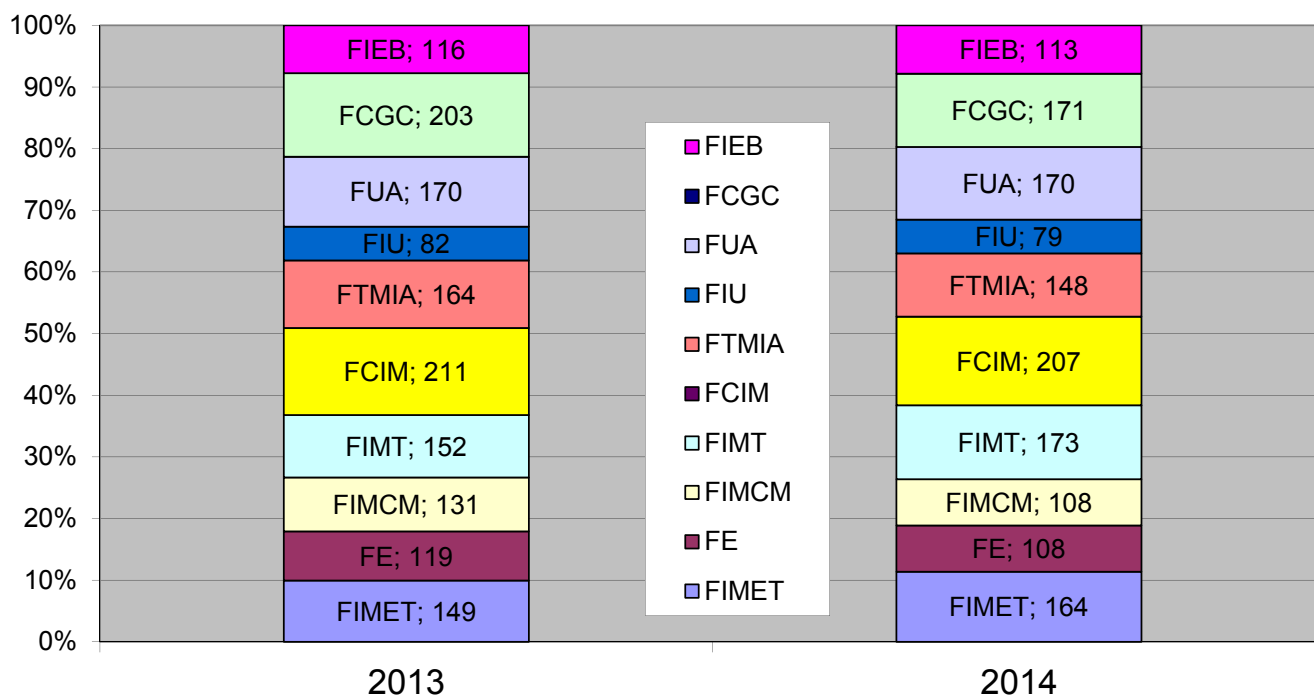 100%
90%
80%
70%
60%
50%
40%
30%
20%
10%
0%
FIEB; 116
FCGC; 203
FUA; 170
FIU; 82
FTMIA; 164
FCIM; 211
FIMT; 152
FIMCM; 131
FE; 119
FIMET; 149
FIEB
FCGC
FUA
FIU
FTMIA
FCIM
FIMT
FIMCM
FE
FIMET
FIEB; 113
FCGC; 171
FUA; 170
FIU; 79
FTMIA; 148
FCIM; 207
FIMT; 173
FIMCM; 108
FE; 108
FIMET; 164
2013
2014